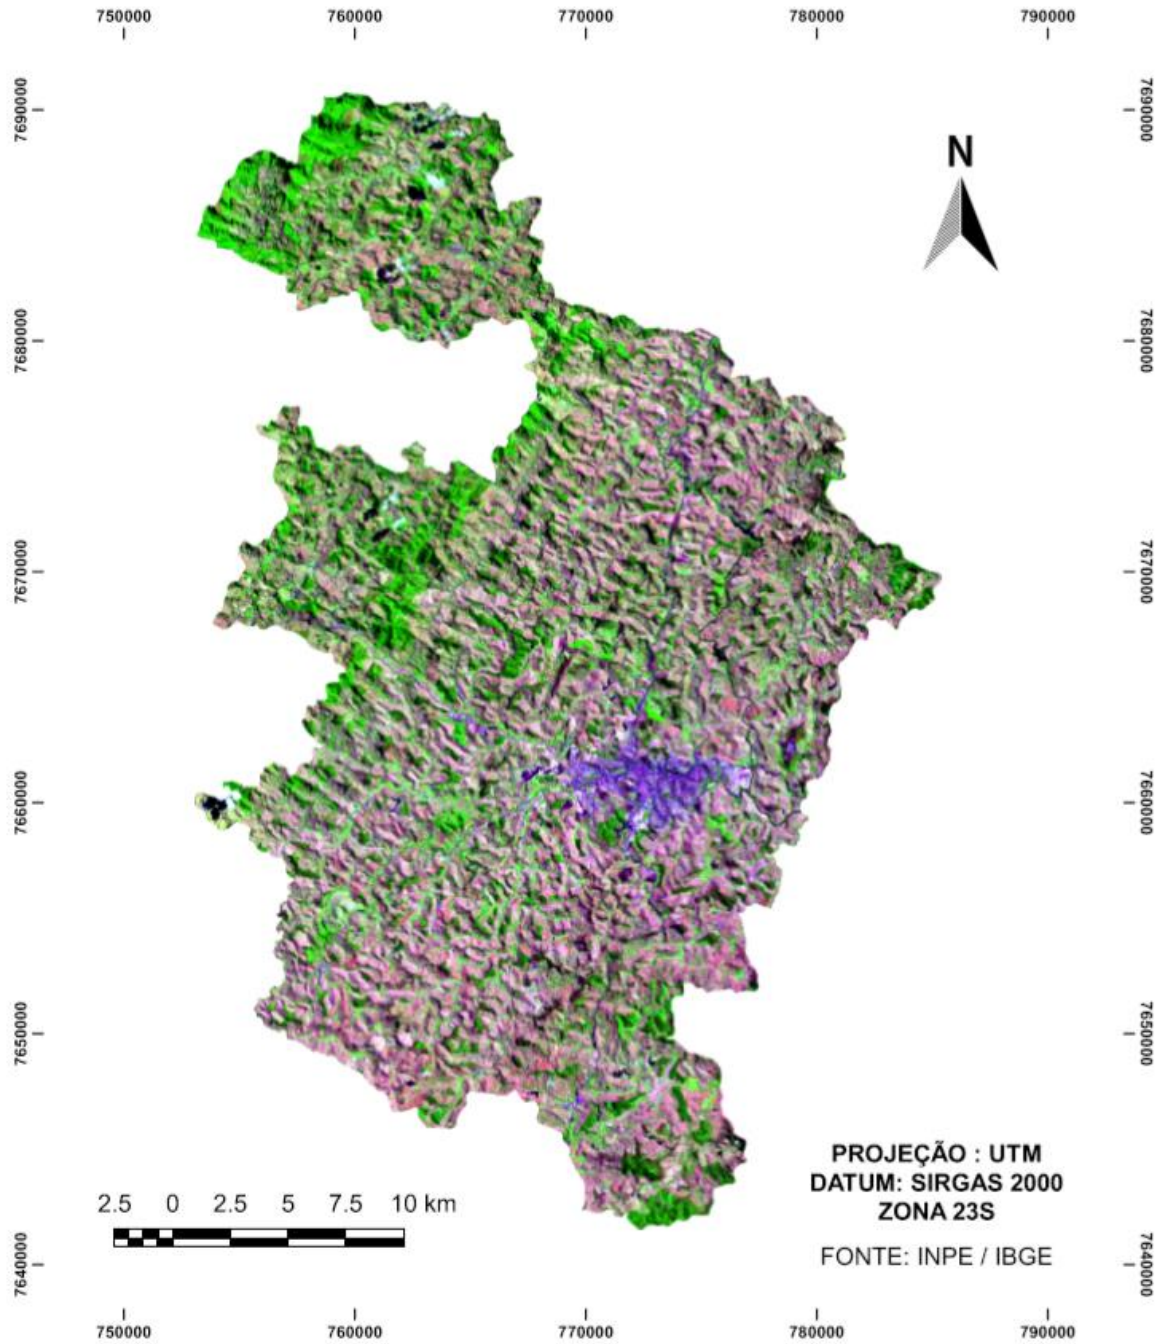 750000 760000 770000 780000 790000
7690000 7690000
N
7680000 7680000
7670000 7670000
7660000 7660000
7650000 7650000
PROJEÇÃO : UTM
DATUM: SIRGAS 2000
ZONA 23S
2.5 0 2.5 5 7.5 10 km
FONTE: INPE / IBGE
7640000 7640000
750000 760000 770000 780000 790000